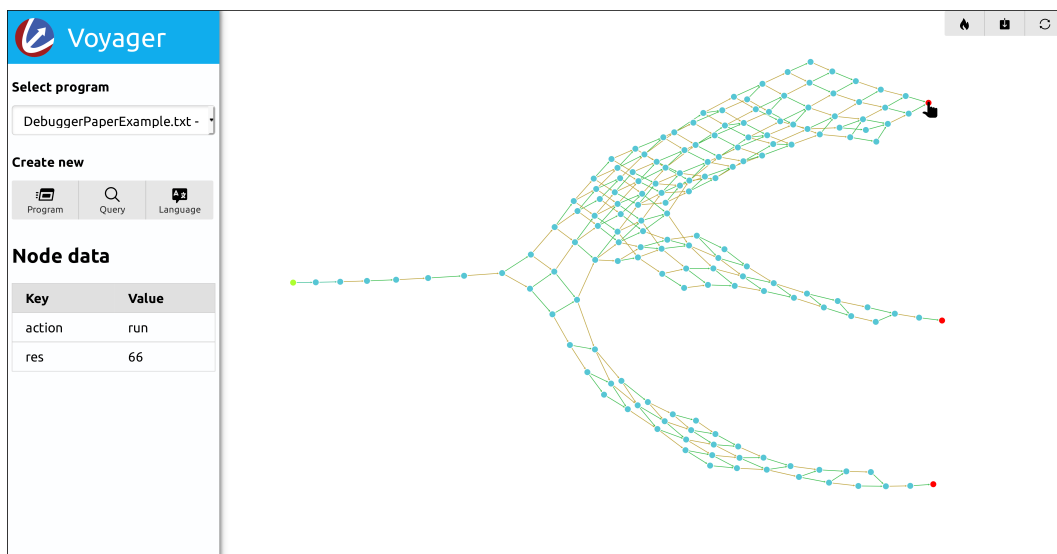 Voyager
Select program
DebuggerPaperExample.txt -
Create new
Program Query Language
Node data
Key Value
action run
res 66